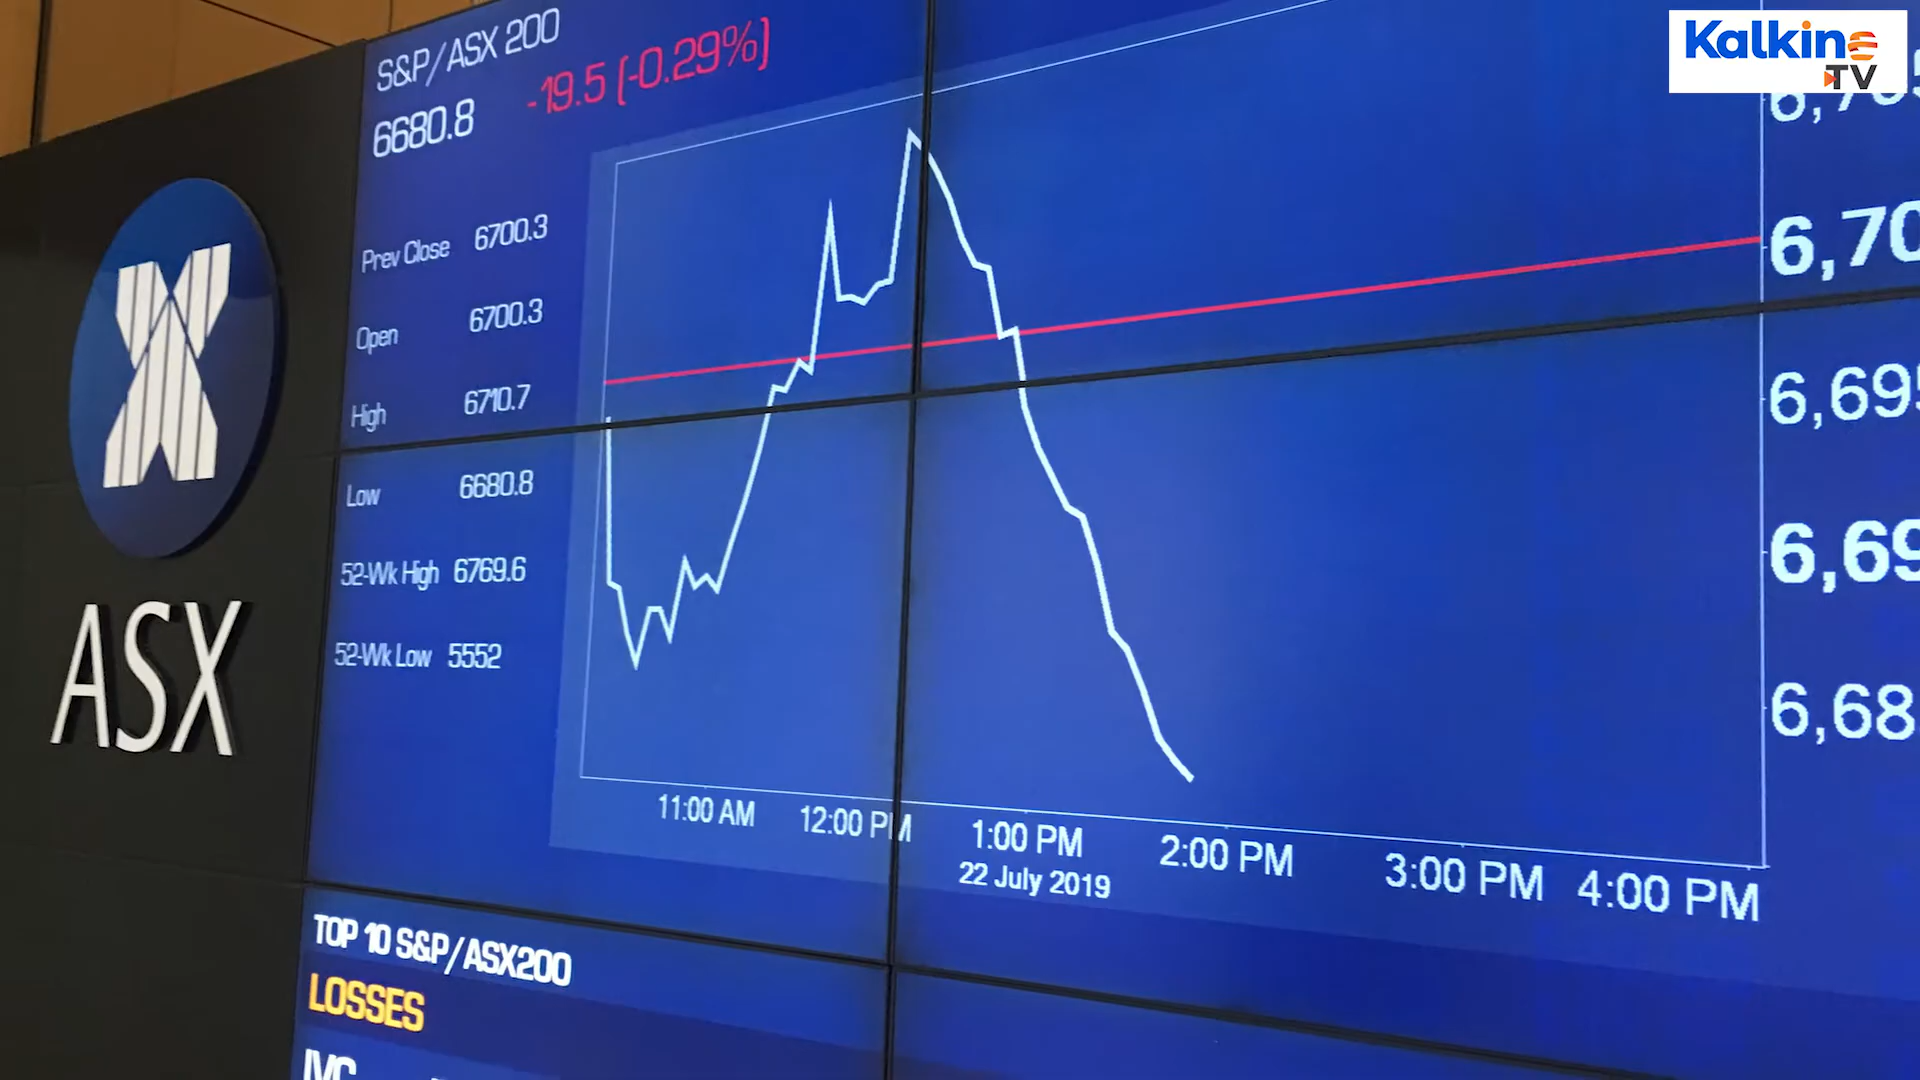 Kalkine
TV
S&P/ASX 200
6680.8 -19.5 (-0.29%)
Prev Close 6700.3
Open 6700.3
High 6710.7
Low 6680.8
52-Wk High 6769.6
52-Wk Low 5552
6,70
6,695
6,69
6,68
11:00 AM 12:00 PM 1:00 PM 2:00 PM 3:00 PM 4:00 PM
22 July 2019
ASX
TOP 10 S&P/ASX200
LOSSES